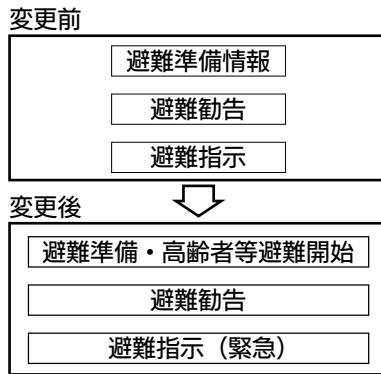 変更前
避難準備情報
避難勧告
避難指示
変更後
避難準備・高齢者等避難開始
避難勧告
避難指示（緊急）